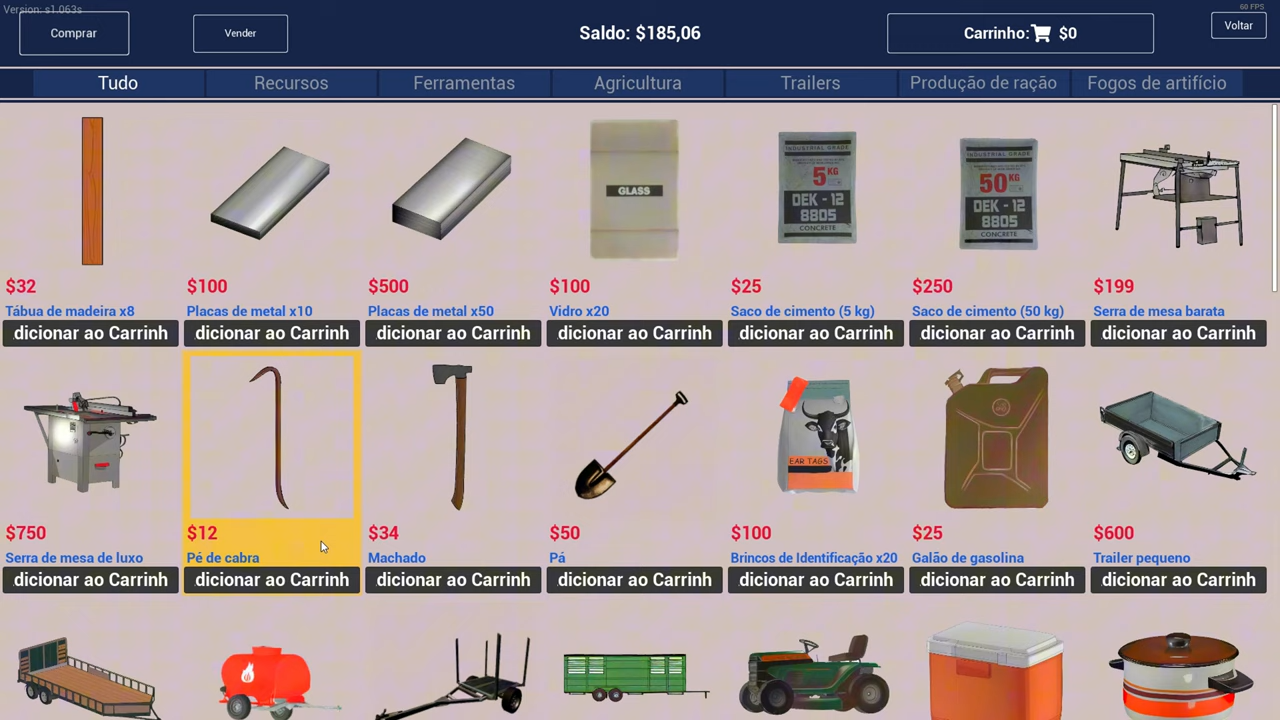 Version: s1.063s
60 FPS
Comprar
Vender
Saldo: $185,06
Carrinho: $0
Voltar
Tudo
Recursos
Ferramentas
Agricultura
Trailers
Produção de ração
Fogos de artifício
GLASS
INDUSTRIAL GRADE
5KG
DEK - 12
8805
CONCRETE
INDUSTRIAL GRADE
50KG
DEK - 12
8805
CONCRETE
$32
$100
$500
$100
$25
$250
$199
Tábua de madeira x8
Placas de metal x10
Placas de metal x50
Vidro x20
Saco de cimento (5 kg)
Saco de cimento (50 kg)
Serra de mesa barata
dicionar ao Carrinh
dicionar ao Carrinh
dicionar ao Carrinh
dicionar ao Carrinh
dicionar ao Carrinh
dicionar ao Carrinh
dicionar ao Carrinh
EAR TAGS
$750
$12
$34
$50
$100
$25
$600
Serra de mesa de luxo
Pé de cabra
Machado
Pá
Brincos de Identificação x20
Galão de gasolina
Trailer pequeno
dicionar ao Carrinh
dicionar ao Carrinh
dicionar ao Carrinh
dicionar ao Carrinh
dicionar ao Carrinh
dicionar ao Carrinh
dicionar ao Carrinh